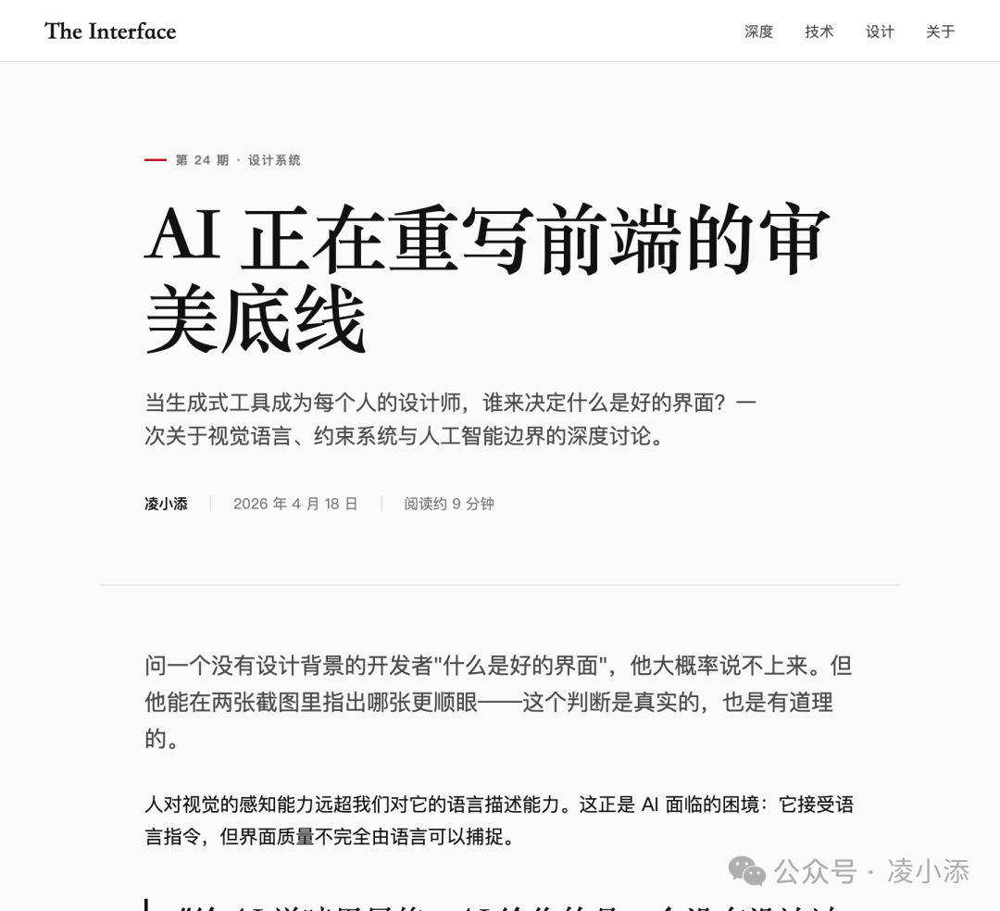 The Interface
深度 技术 设计 关于
第 24 期 · 设计系统
AI 正在重写前端的审
美底线
当生成式工具成为每个人的设计师，谁来决定什么是好的界面？一
次关于视觉语言、约束系统与人工智能边界的深度讨论。
凌小添 2026 年 4 月 18 日 阅读约 9 分钟
问一个没有设计背景的开发者"什么是好的界面"，他大概率说不上来。但
他能在两张截图里指出哪张更顺眼——这个判断是真实的，也是有道理
的。
人对视觉的感知能力远超我们对它的语言描述能力。这正是 AI 面临的困境：它接受语
言指令，但界面质量不完全由语言可以捕捉。
公众号 · 凌小添